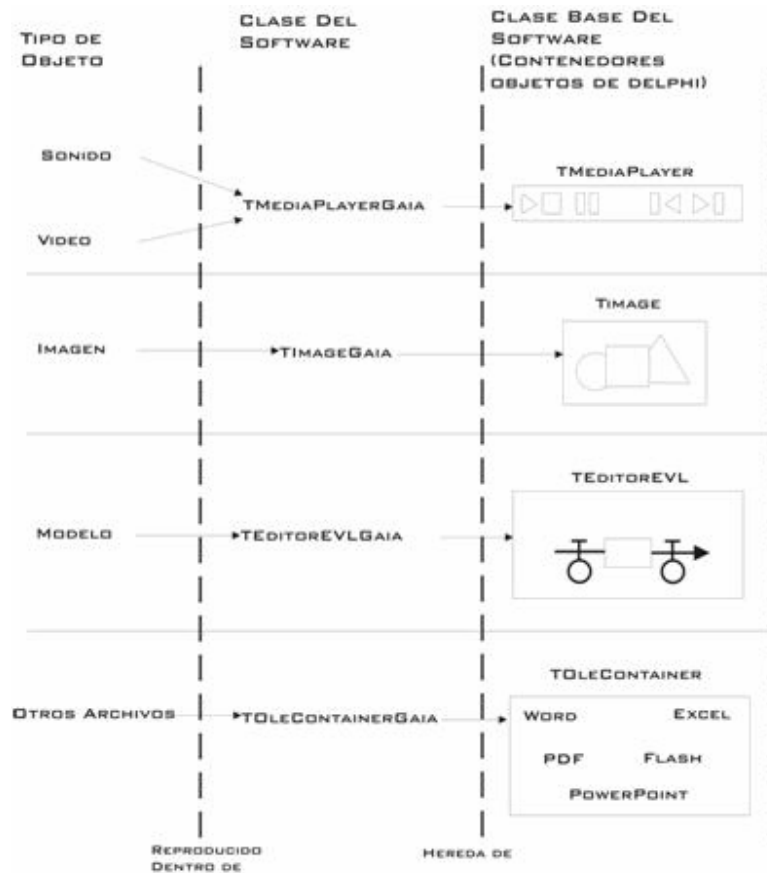 Tipo de
Objeto
Clase Del
Software
Clase Base Del
Software
(Contenedores
objetos de delphi)
Sonido
Video
TMediaPlayerGaia
TMediaPlayer
Imagen
TImageGaia
Timage
Modelo
TEditorEVLGaia
TEditorEVL
Otros Archivos
TOleContainerGaia
TOleContainer
Word
Excel
PDF
Flash
PowerPoint
Reproducido
Dentro de
Hereda de